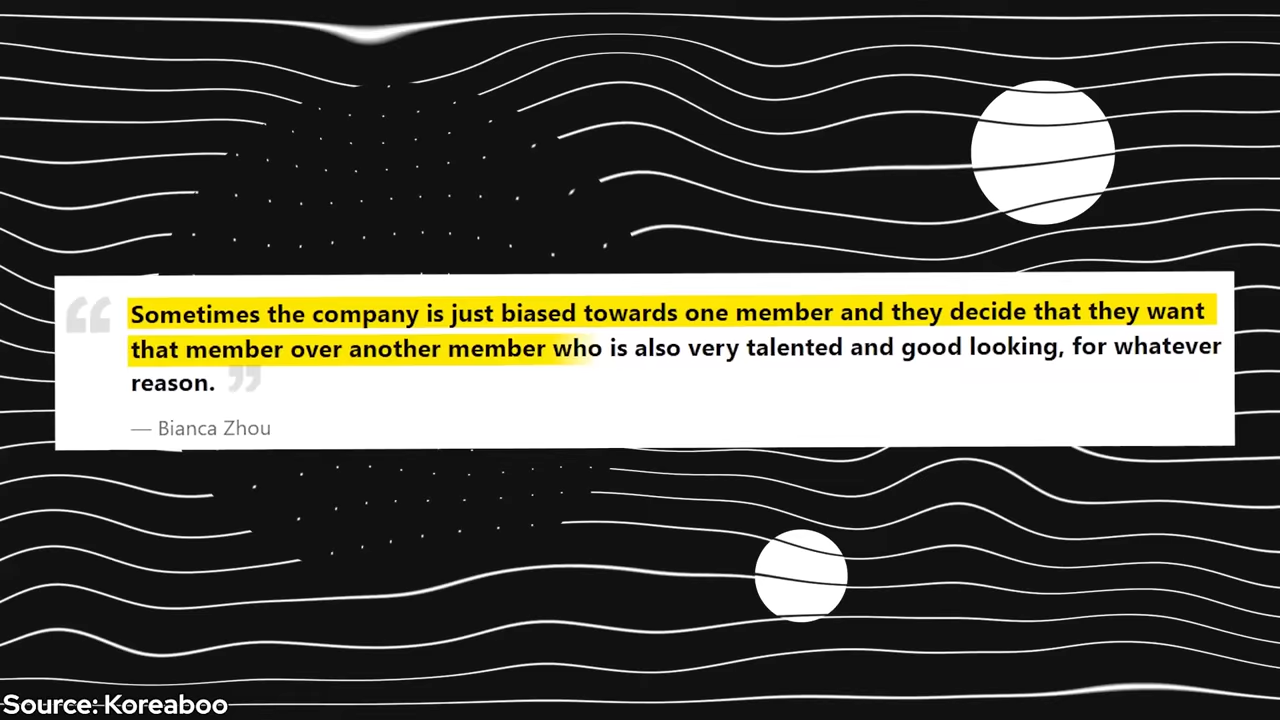 “
Sometimes the company is just biased towards one member and they decide that they want
that member over another member who is also very talented and good looking, for whatever
reason. ”
— Bianca Zhou
Source: Koreaboo